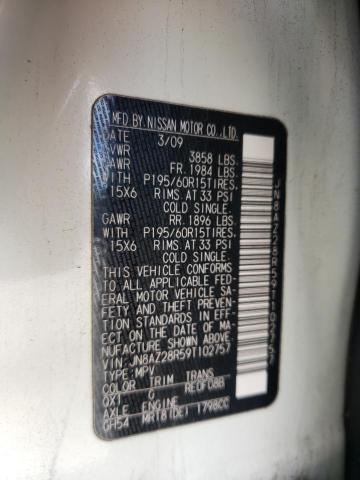 MFD.BY NISSAN MOTOR CO.,LTD.
DATE 3/09
GVWR 3858 LBS.
GAWR FR.1984 LBS.
WITH P195/60R15TIRES,
15X6 RIMS AT 33 PSI
COLD SINGLE.
GAWR RR.1896 LBS.
WITH P195/60R15TIRES,
15X6 RIMS AT 33 PSI
COLD SINGLE.
THIS VEHICLE CONFORMS
TO ALL APPLICABLE FED-
ERAL MOTOR VEHICLE SA-
FETY AND THEFT PREVEN-
TION STANDARDS IN EFF-
ECT ON THE DATE OF MA-
NUFACTURE SHOWN ABOVE.
VIN: JN8AZ28R59T102757
TYPE:MPV
COLOR TRIM TRANS
QX1 G RE0F08B
AXLE ENGINE
GH54 MR18(DE) 1798CC
JN8AZ28R59T102757